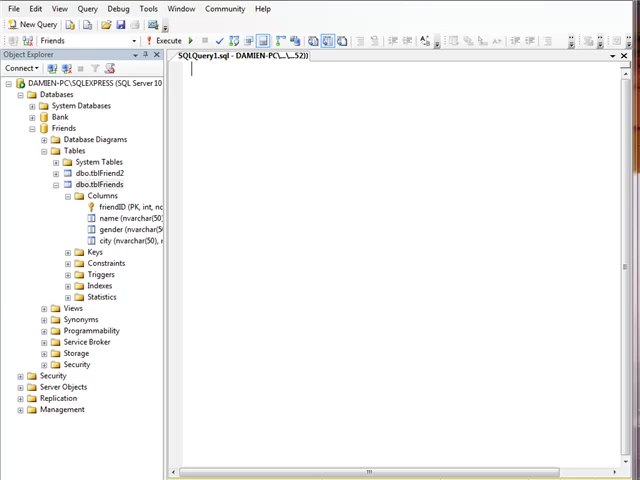 File Edit View Query Debug Tools Window Community Help
New Query
Friends Execute
Object Explorer
SQLQuery1.sql - DAMIEN-PC\...\...52))
Connect
DAMIEN-PC\SQLEXPRESS (SQL Server 10
Databases
System Databases
Bank
Friends
Database Diagrams
Tables
System Tables
dbo.tblFriend2
dbo.tblFriends
Columns
friendID (PK, int, nc
name (nvarchar(50)
gender (nvarchar(5
city (nvarchar(50), r
Keys
Constraints
Triggers
Indexes
Statistics
Views
Synonyms
Programmability
Service Broker
Storage
Security
Security
Server Objects
Replication
Management